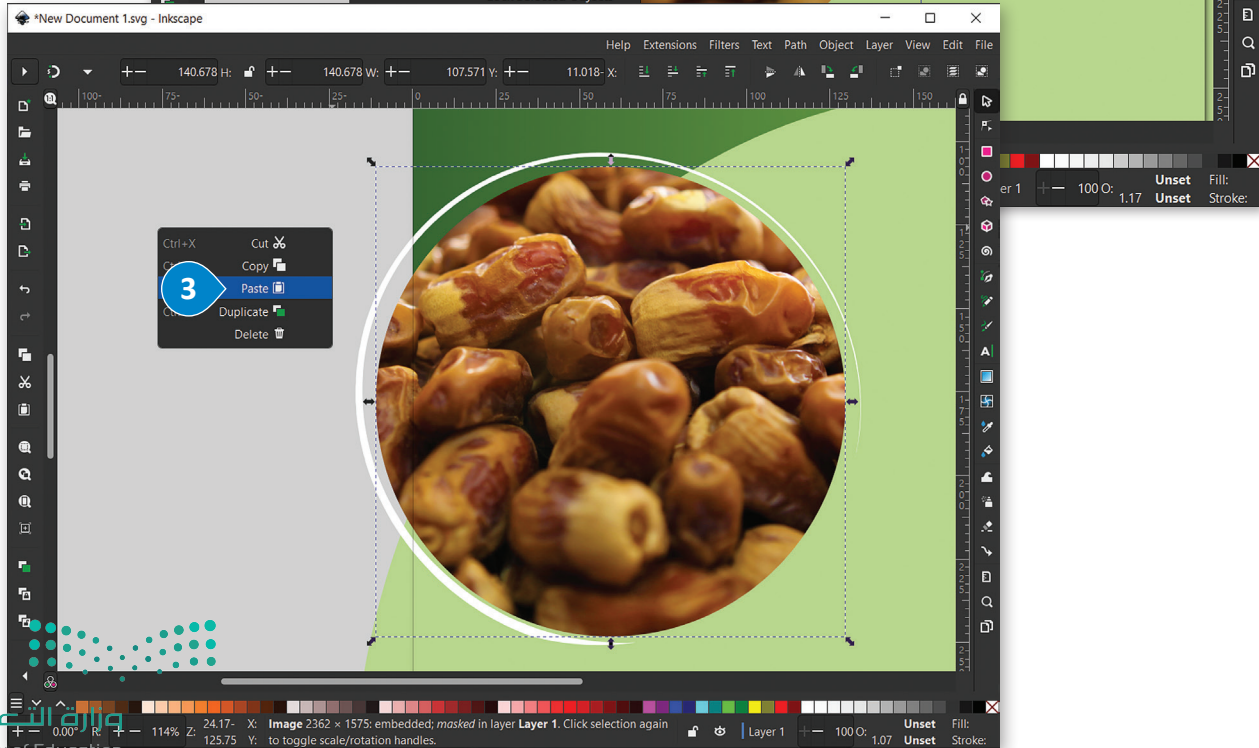 *New Document 1.svg - Inkscape
Help Extensions Filters Text Path Object Layer View Edit File
140.678 H: 140.678 W: 107.571 Y: 11.018- X:
100- 75- 50- 25- 0 25 50 75 100 125 150
Ctrl+X Cut
Copy
3 Paste
Duplicate
Delete
0.00° R: 114% Z: 24.17- X: Image 2362 × 1575: embedded; masked in layer Layer 1. Click selection again Layer 1 100 O: Unset Fill:
125.75 Y: to toggle scale/rotation handles. 1.07 Unset Stroke:
er 1 100 O: Unset Fill:
1.17 Unset Stroke:
of Education